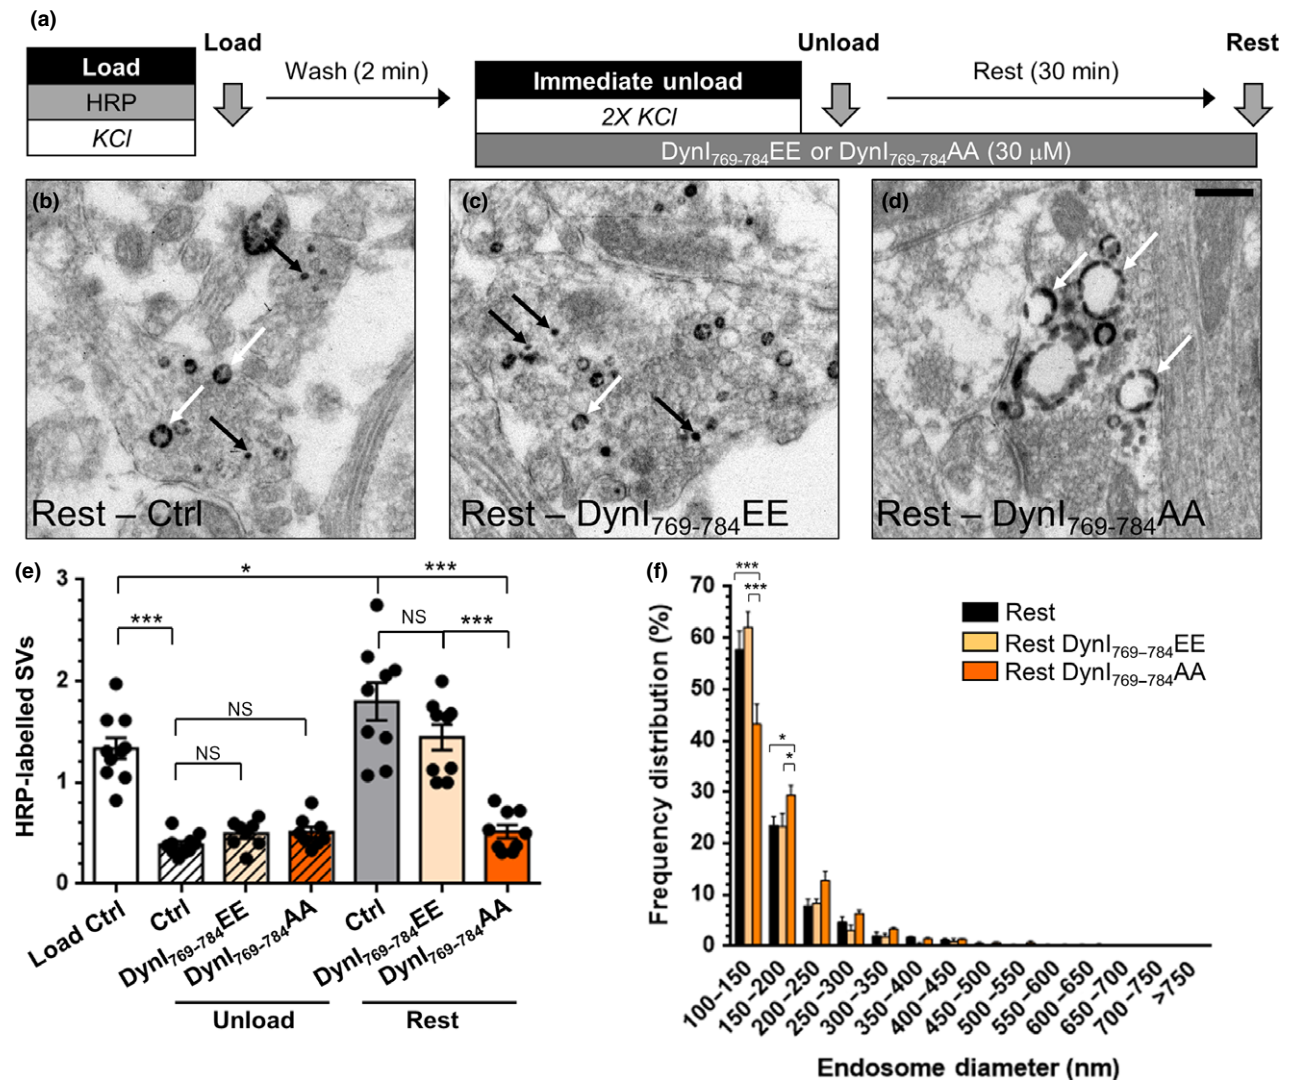 (a)
Load
HRP
KCl
Load
Wash (2 min)
Immediate unload
2X KCl
DynI769-784EE or DynI769-784AA (30 μM)
Unload
Rest (30 min)
Rest
(b)
Rest – Ctrl
(c)
Rest – DynI769-784EE
(d)
Rest – DynI769-784AA
(e)
HRP-labelled SVs
3
2
1
0
*
***
***
NS
***
NS
NS
Load Ctrl
Ctrl
DynI769-784EE
DynI769-784AA
Ctrl
DynI769-784EE
DynI769-784AA
Unload
Rest
(f)
Frequency distribution (%)
70
60
50
40
30
20
10
0
***
***
*
*
Rest
Rest DynI769–784EE
Rest DynI769–784AA
100–150
150–200
200–250
250–300
300–350
350–400
400–450
450–500
500–550
550–600
600–650
650–700
700–750
>750
Endosome diameter (nm)